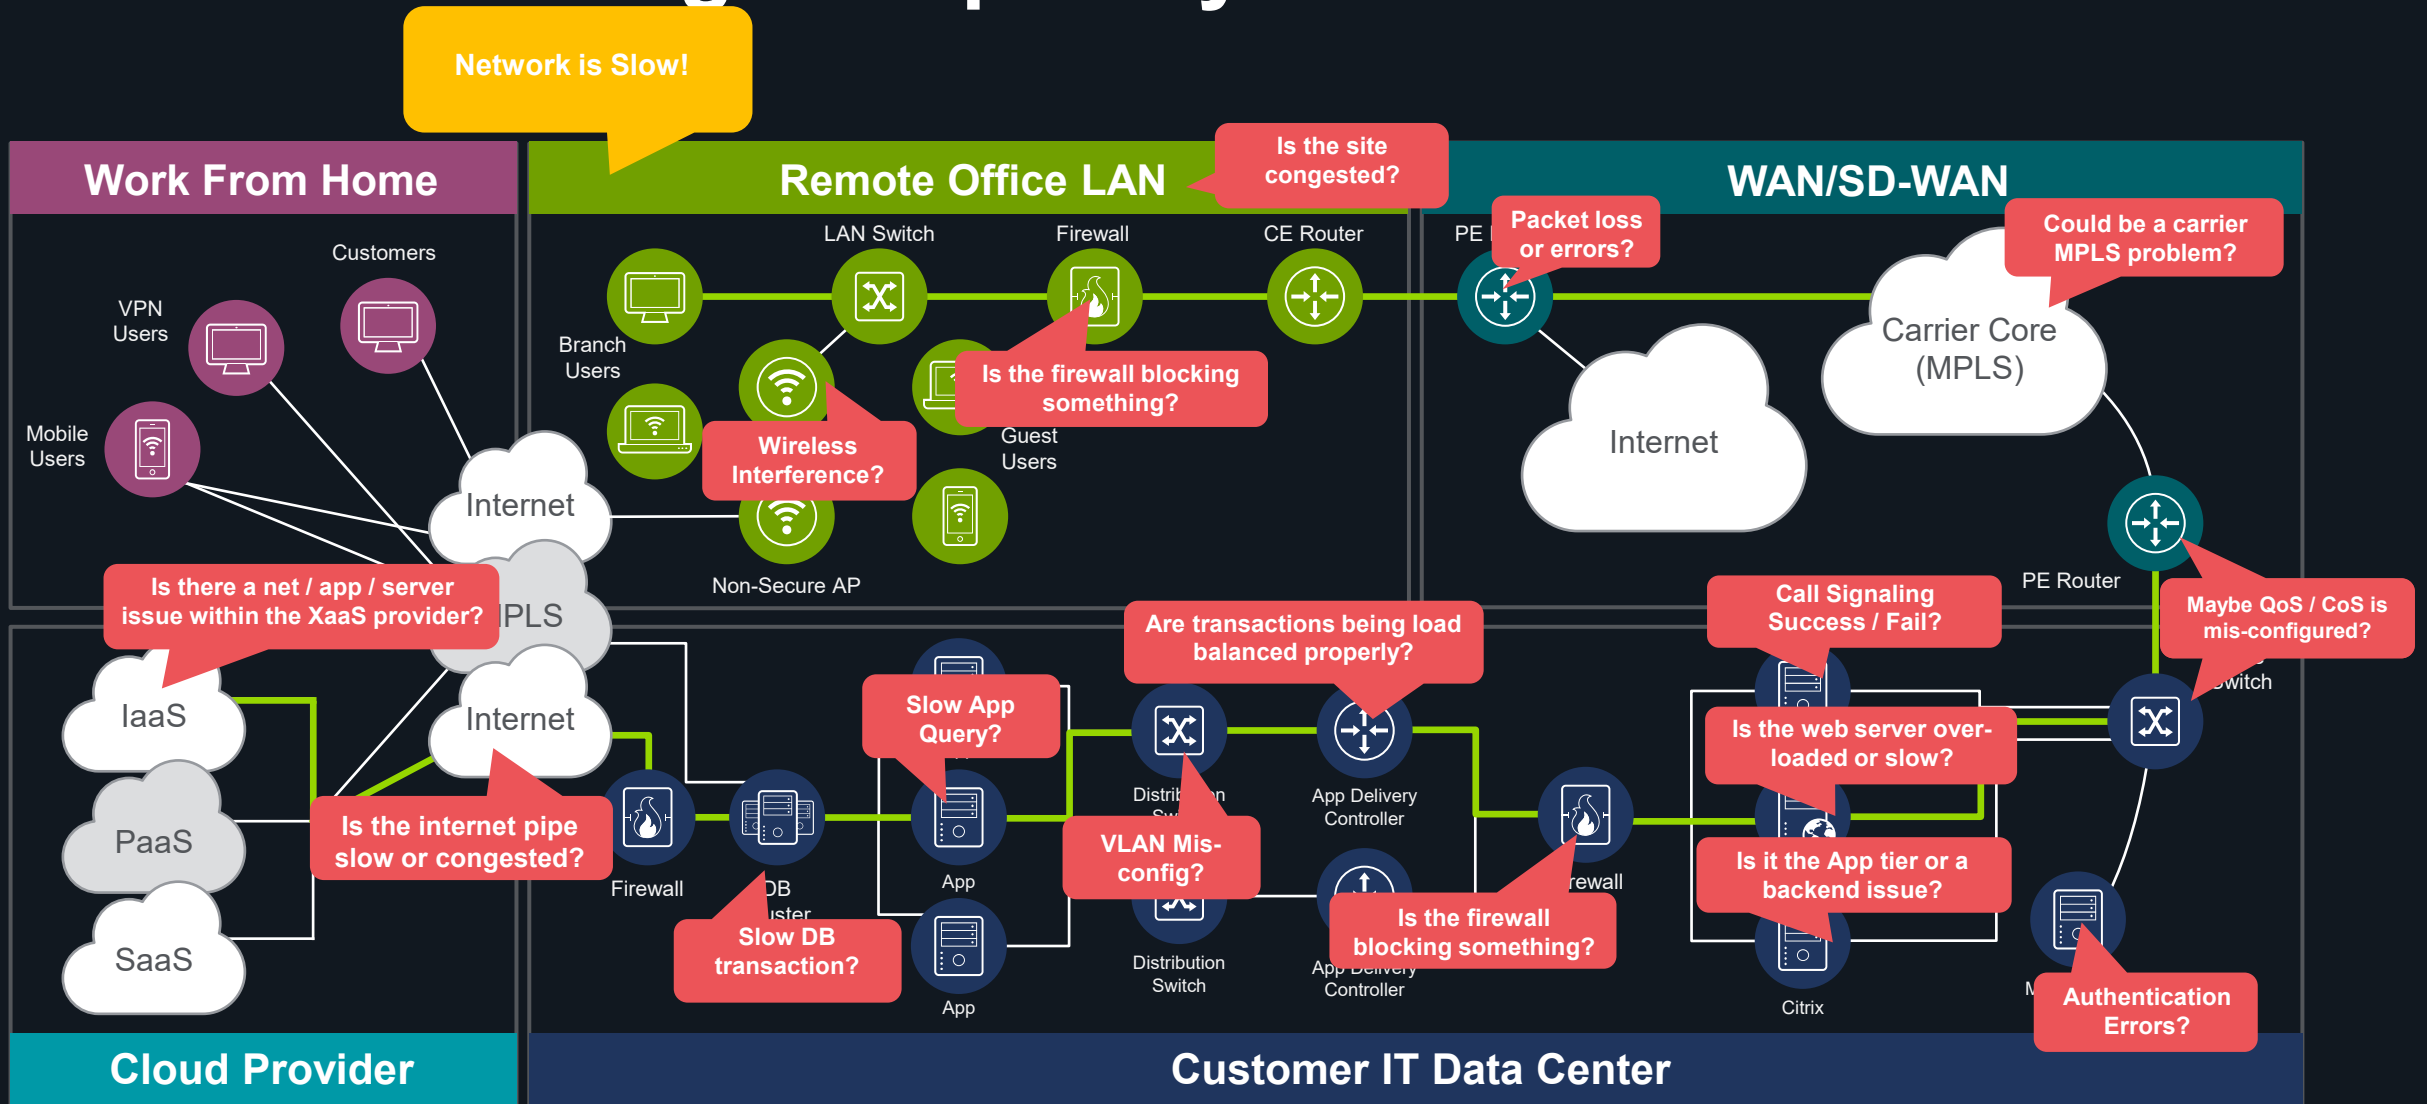 Network is Slow!
Work From Home
Remote Office LAN
Is the site
congested?
WAN/SD-WAN
Customers
VPN
Users
Mobile
Users
LAN Switch
Firewall
CE Router
PE
Packet loss
or errors?
Could be a carrier
MPLS problem?
Carrier Core
(MPLS)
Branch
Users
Is the firewall blocking
something?
Guest
Users
Wireless
Interference?
Internet
Internet
Non-Secure AP
PE Router
Is there a net / app / server
issue within the XaaS provider?
MPLS
Are transactions being load
balanced properly?
Call Signaling
Success / Fail?
Maybe QoS / CoS is
mis-configured?
Switch
IaaS
Internet
Slow App
Query?
Is the web server over-
loaded or slow?
Distribution
App Delivery
Controller
PaaS
Is the internet pipe
slow or congested?
VLAN Mis-
config?
Is it the App tier or a
backend issue?
Firewall
DB
App
Firewall
Slow DB
transaction?
Is the firewall
blocking something?
SaaS
Distribution
Switch
App Delivery
Controller
App
Citrix
Authentication
Errors?
Cloud Provider
Customer IT Data Center